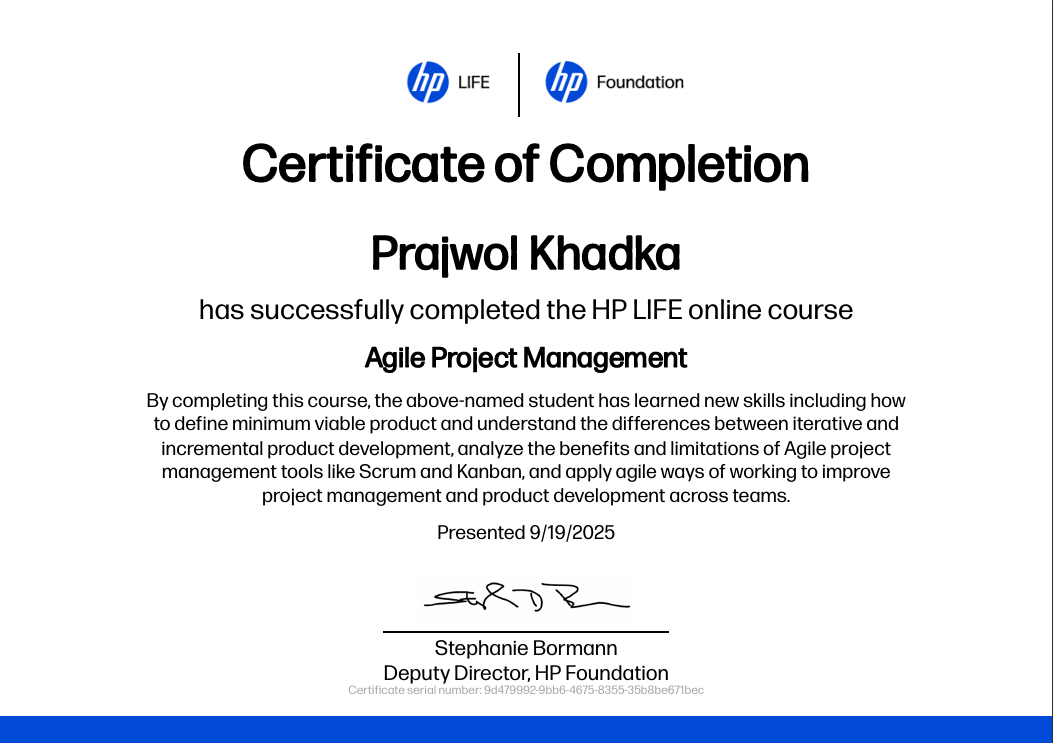 hp LIFE hp Foundation
Certificate of Completion
Prajwol Khadka
has successfully completed the HP LIFE online course
Agile Project Management
By completing this course, the above-named student has learned new skills including how
to define minimum viable product and understand the differences between iterative and
incremental product development, analyze the benefits and limitations of Agile project
management tools like Scrum and Kanban, and apply agile ways of working to improve
project management and product development across teams.
Presented 9/19/2025
Stephanie Bormann
Deputy Director, HP Foundation
Certificate serial number: 9d479992-9bb6-4675-8355-35b8be671bec